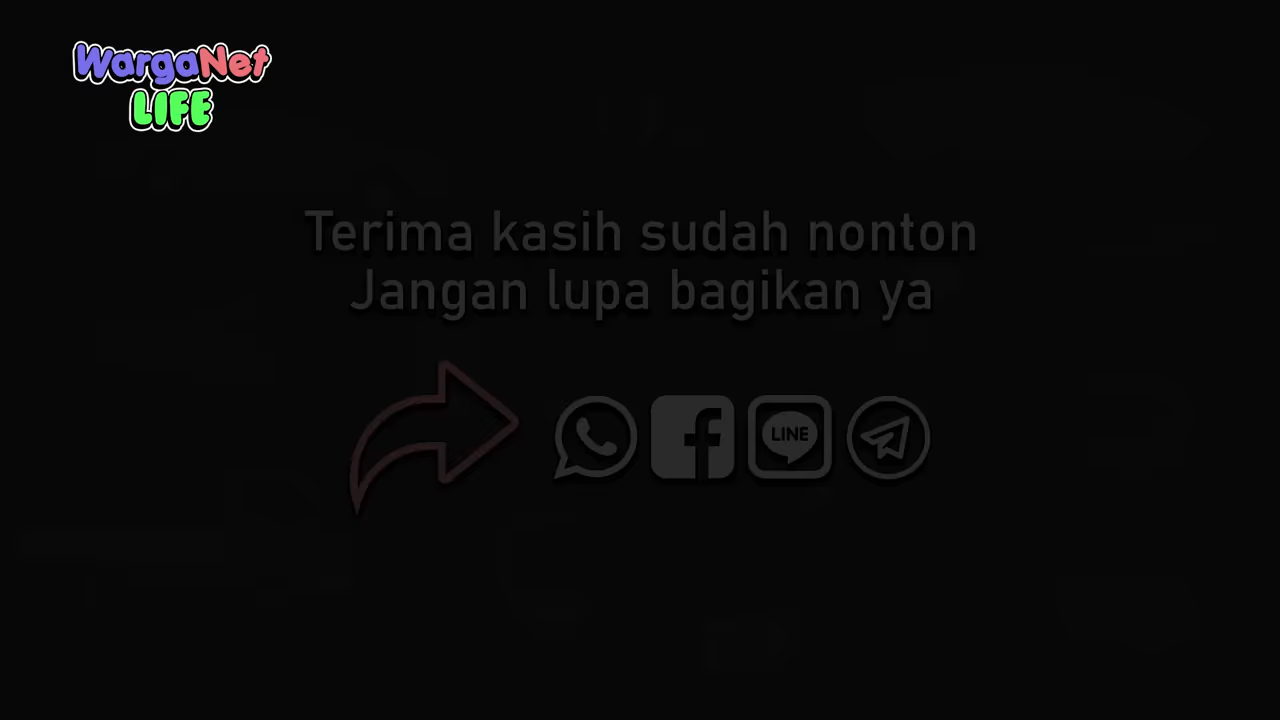 WargaNet
LIFE
Terima kasih sudah nonton
Jangan lupa bagikan ya
LINE